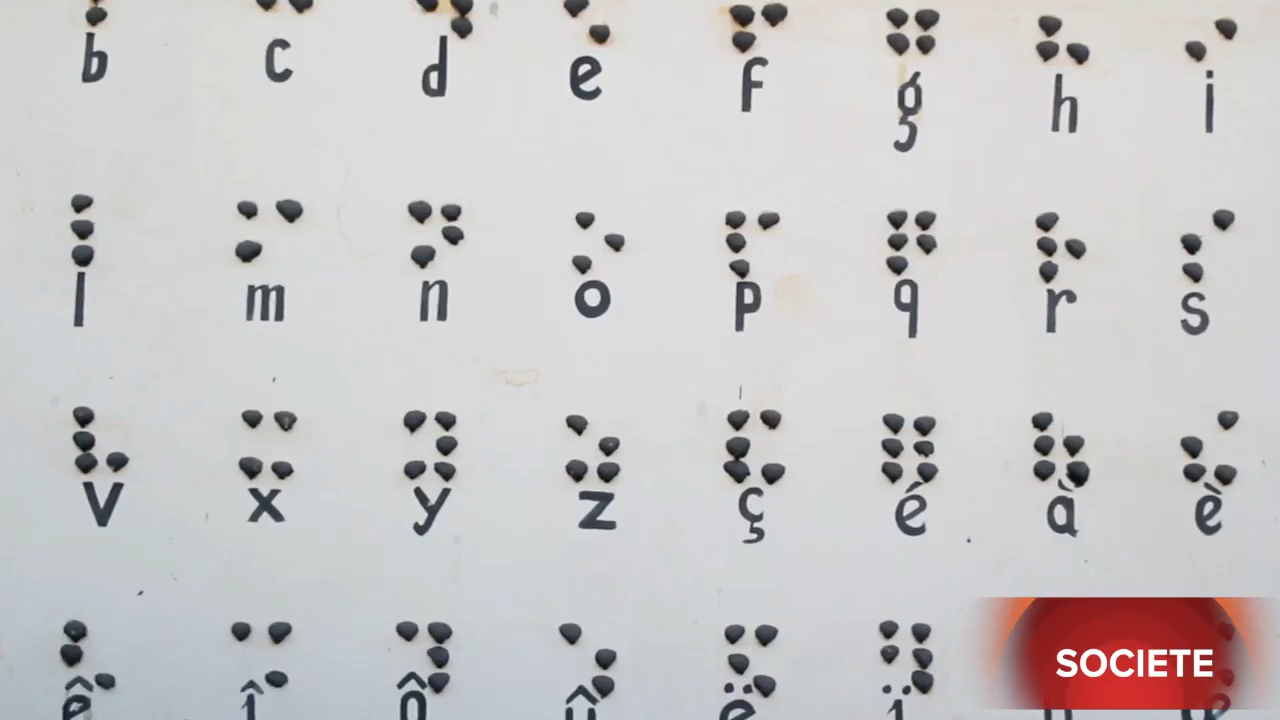 b c d e f g h i
l m n o p q r s
v x y z ç é à è
ê î ô û ë ï
SOCIETE